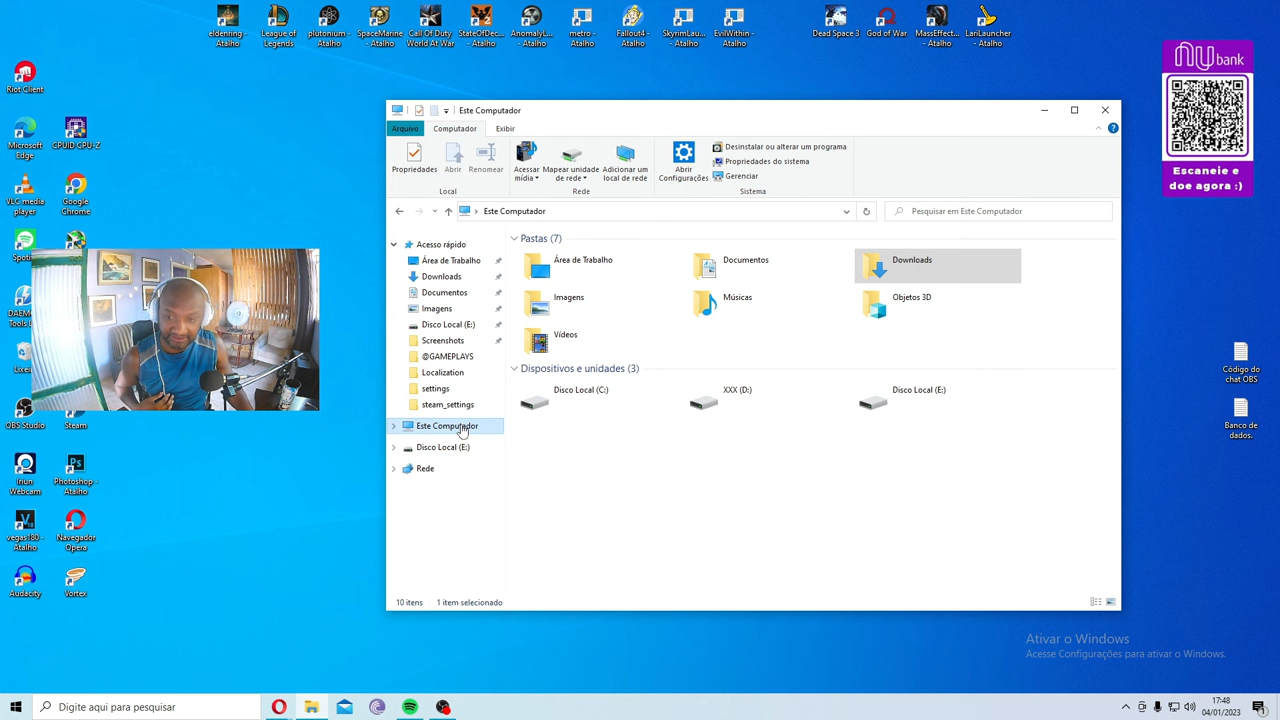 eldenring -
Atalho
League of
Legends
plutonium -
Atalho
SpaceMarine
- Atalho
Call Of Duty
World At War
StateOfDec...
- Atalho
AnomalyL...
- Atalho
metro -
Atalho
Fallout4 -
Atalho
SkyrimLau...
- Atalho
EvilWithin -
Atalho
Dead Space 3
God of War
MassEffect...
- Atalho
LariLauncher
- Atalho
Riot Client
Microsoft
Edge
CPUID CPU-Z
VLC media
player
Google
Chrome
DAEM
Tools L
Lixeir
OBS Studio
Steam
Iriun
Webcam
Photoshop -
Atalho
vegas180 -
Atalho
Navegador
Opera
Audacity
Vortex
Este Computador
Arquivo Computador Exibir
Propriedades
Abrir
Renomear
Local
Acessar
mídia
Mapear unidade
de rede
Adicionar um
local de rede
Rede
Abrir
Configurações
Desinstalar ou alterar um programa
Propriedades do sistema
Gerenciar
Sistema
Este Computador
Pesquisar em Este Computador
Acesso rápido
Área de Trabalho
Downloads
Documentos
Imagens
Disco Local (E:)
Screenshots
@GAMEPLAYS
Localization
settings
steam_settings
Este Computador
Disco Local (E:)
Rede
Pastas (7)
Área de Trabalho
Documentos
Downloads
Imagens
Músicas
Objetos 3D
Vídeos
Dispositivos e unidades (3)
Disco Local (C:)
XXX (D:)
Disco Local (E:)
10 itens 1 item selecionado
nu bank
Escaneie e
doe agora :)
Código do
chat OBS
Banco de
dados.
Ativar o Windows
Acesse Configurações para ativar o Windows.
Digite aqui para pesquisar
17:48
04/01/2023